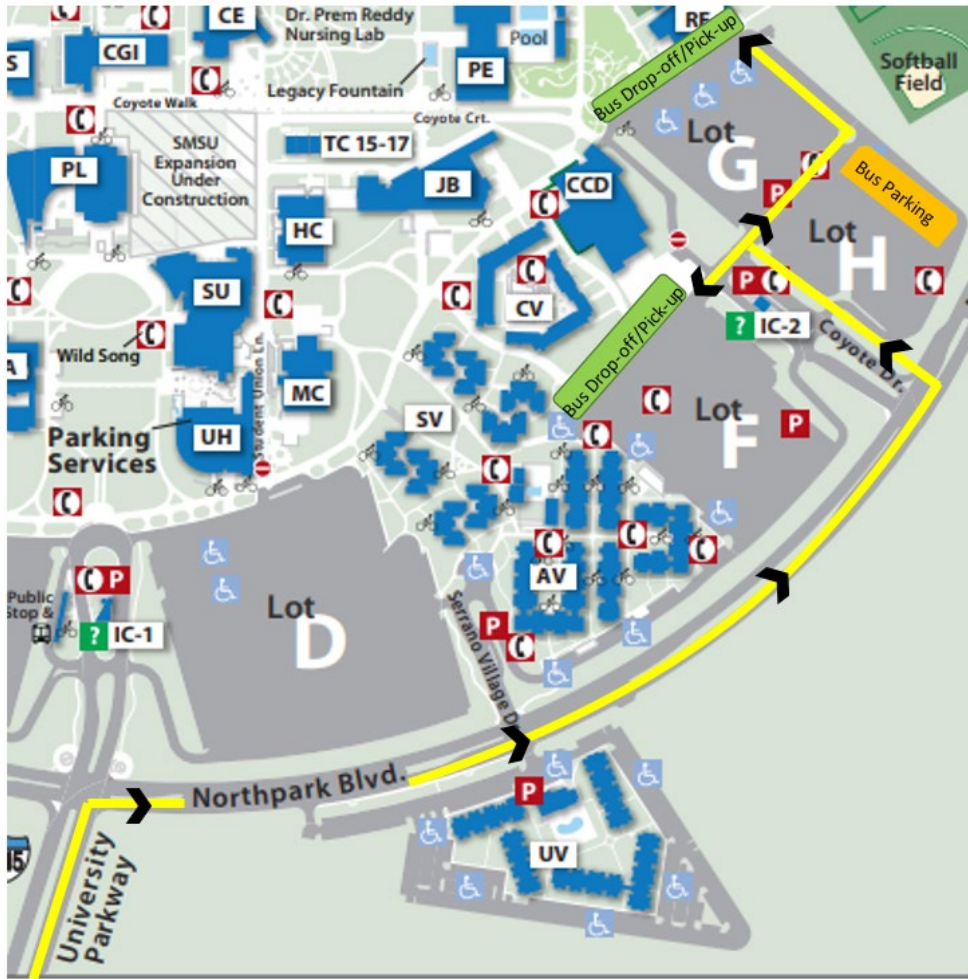 CE
Dr. Prem Reddy
Nursing Lab
RF
CGI
S
Pool
PE
Softball
Field
Legacy Fountain
Bus Drop-off/Pick-up
Coyote Walk
Coyote Crt.
SMSU
Expansion
Under
Construction
TC 15-17
Lot
G
PL
JB
CCD
P
Bus Parking
HC
Lot
H
SU
CV
P
Wild Song
Bus Drop-off/Pick-up
? IC-2
Coyote Dr.
A
MC
Student Union Ln.
SV
Lot
F
P
Parking
Services
UH
P
AV
Public
Stop &
Lot
D
? IC-1
P
Serrano Village D
Northpark Blvd.
P
UV
15
University
Parkway